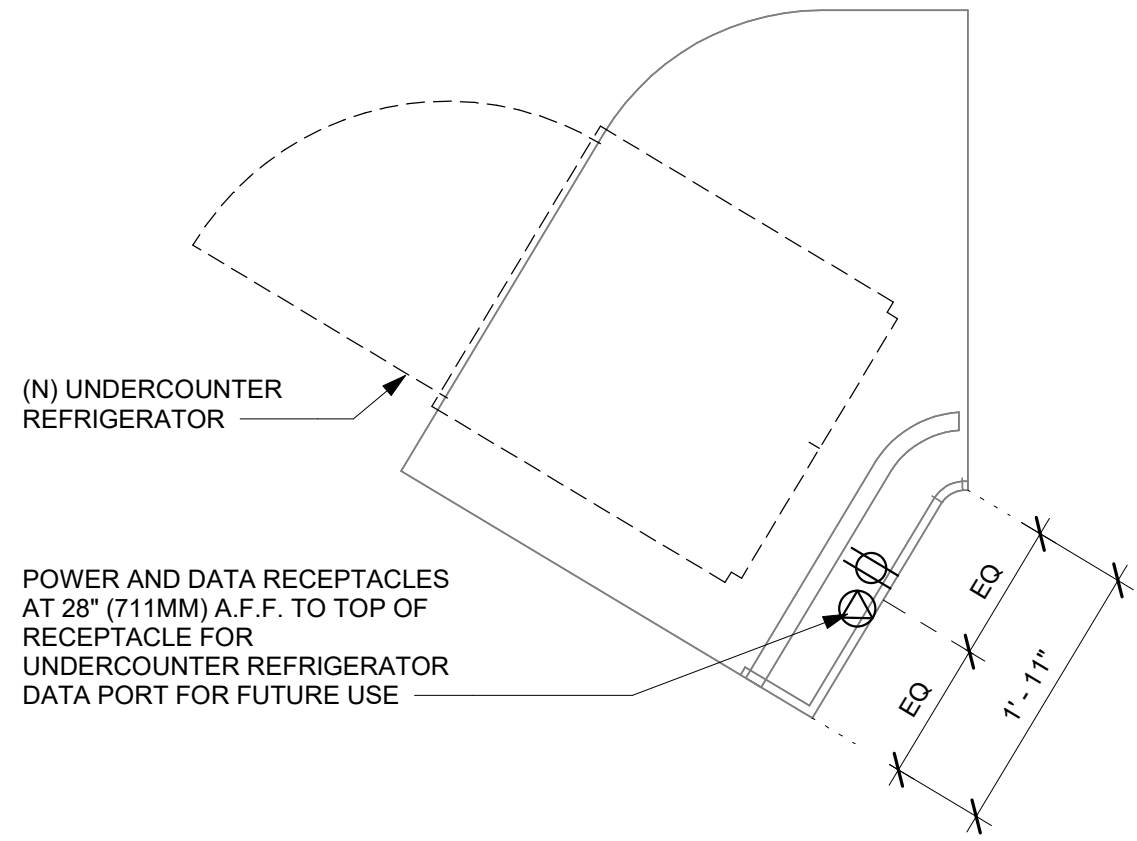 (N) UNDERCOUNTER
REFRIGERATOR
POWER AND DATA RECEPTACLES
AT 28" (711MM) A.F.F. TO TOP OF
RECEPTACLE FOR
UNDERCOUNTER REFRIGERATOR
DATA PORT FOR FUTURE USE
EQ
EQ
1' - 11"